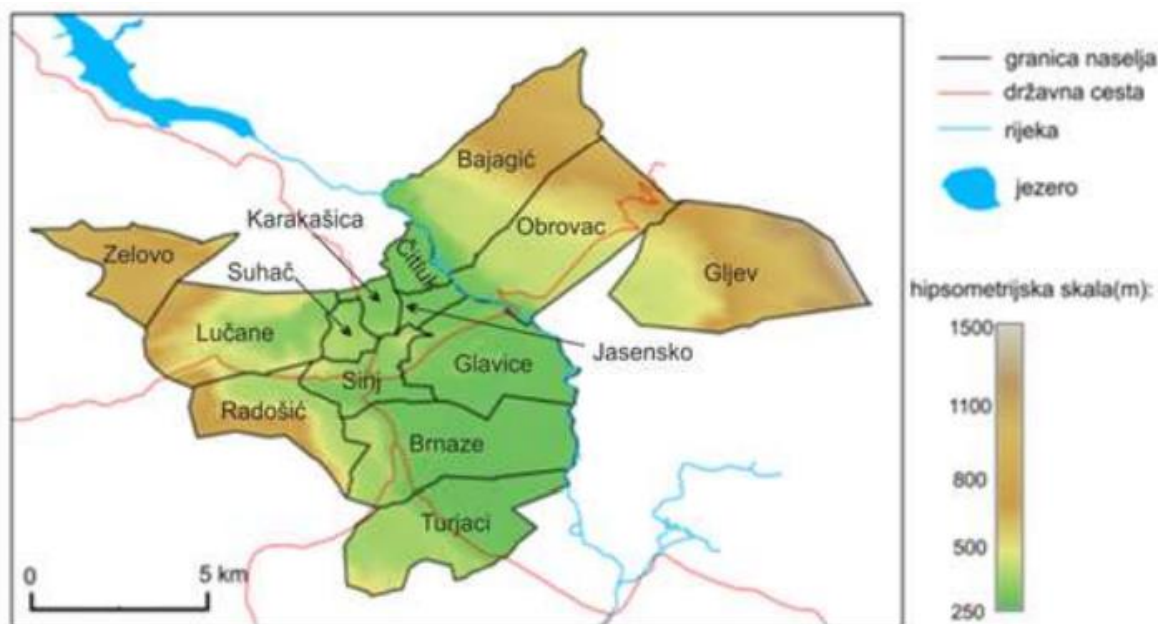 granica naselja
državna cesta
rijeka
jezero
Bajagić
Karakašica
Obrovac
Zelovo
Čitluk
Suhač
Gljev
hipsometrijska skala(m):
Lučane
1500
Jasensko
Glavice
Sinj
Radošić
1100
Brnaze
800
Turjaci
500
0 5 km
250